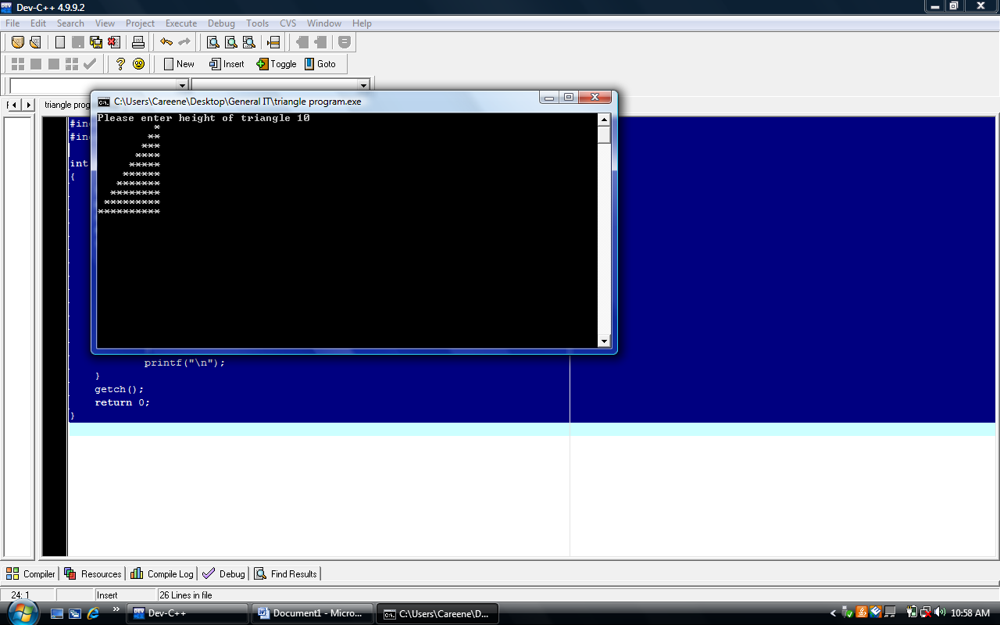 Dev-C++ 4.9.9.2
File Edit Search View Project Execute Debug Tools CVS Window Help
New Insert Toggle Goto
triangle prog
C:\Users\Careene\Desktop\General IT\triangle program.exe
Please enter height of triangle 10
         *
        **
       ***
      ****
     *****
    ******
   *******
  ********
 *********
**********
#in
#in
int
{
printf("\n");
}
getch();
return 0;
}
Compiler Resources Compile Log Debug Find Results
24: 1 Insert 26 Lines in file
Dev-C++ Document1 - Micro... C:\Users\Careene\D... 10:58 AM